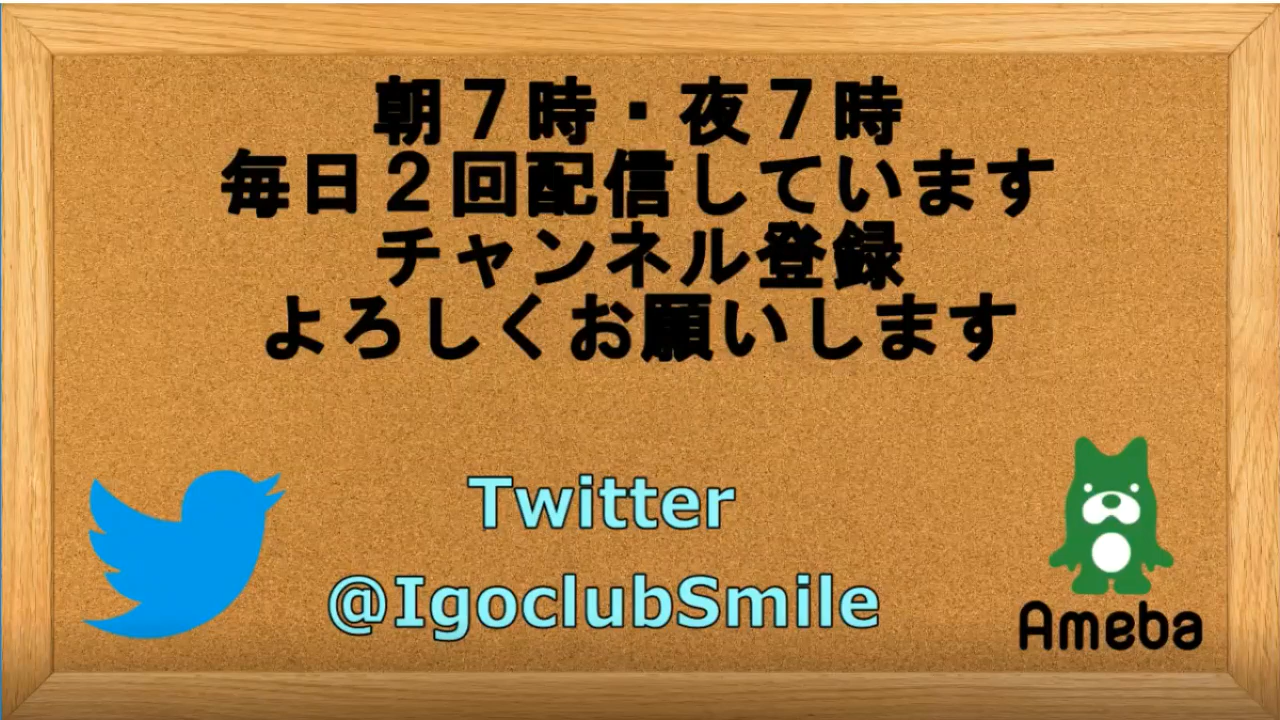 朝７時・夜７時
毎日２回配信しています
チャンネル登録
よろしくお願いします
Twitter
@IgoclubSmile
Ameba